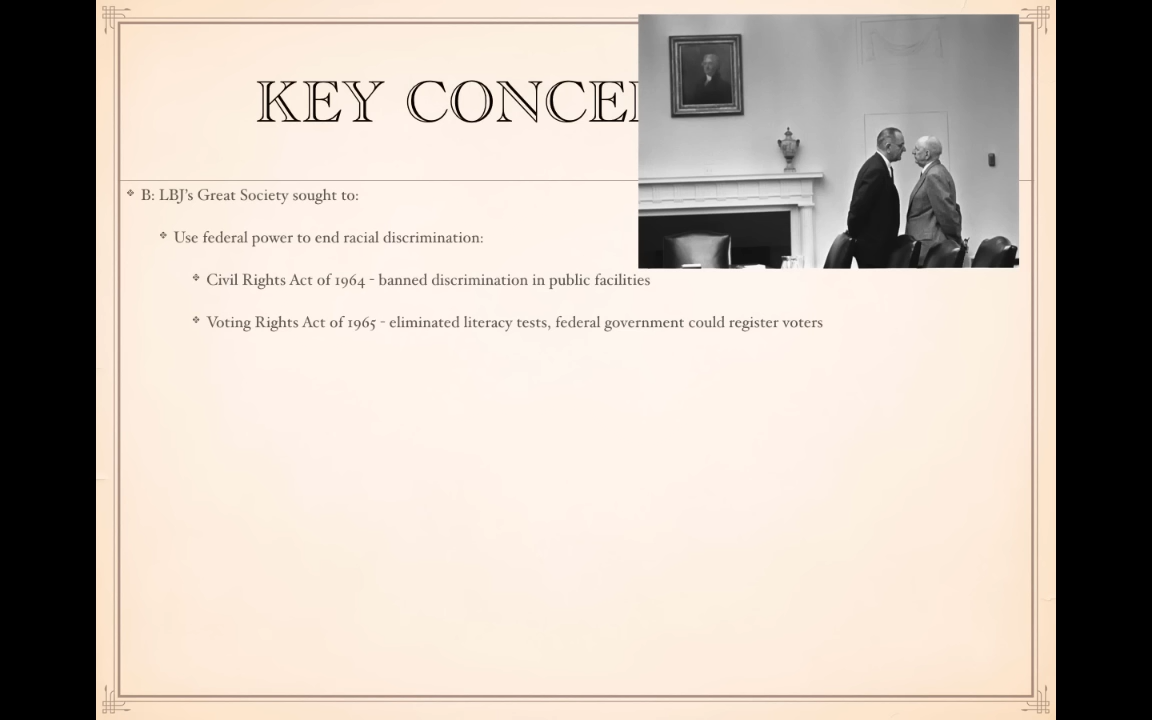 KEY CONCE
B: LBJ's Great Society sought to:
Use federal power to end racial discrimination:
Civil Rights Act of 1964 - banned discrimination in public facilities
Voting Rights Act of 1965 - eliminated literacy tests, federal government could register voters